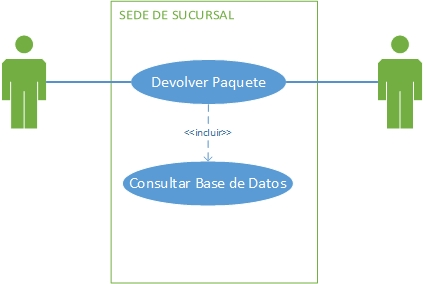 SEDE DE SUCURSAL
Devolver Paquete
<<incluir>>
Consultar Base de Datos